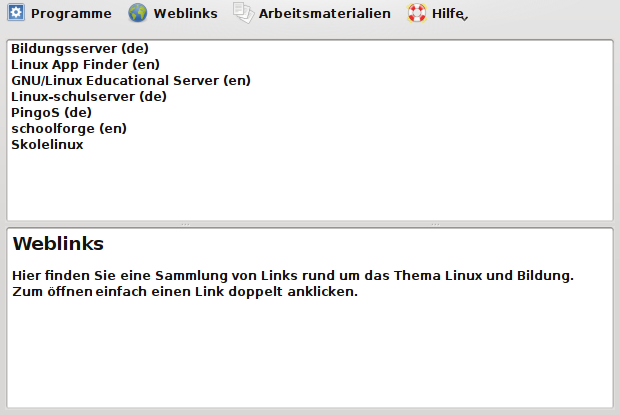 Programme Weblinks Arbeitsmaterialien Hilfe
Bildungsserver (de)
Linux App Finder (en)
GNU/Linux Educational Server (en)
Linux-schulserver (de)
PingoS (de)
schoolforge (en)
Skolelinux
Weblinks
Hier finden Sie eine Sammlung von Links rund um das Thema Linux und Bildung.
Zum öffnen einfach einen Link doppelt anklicken.